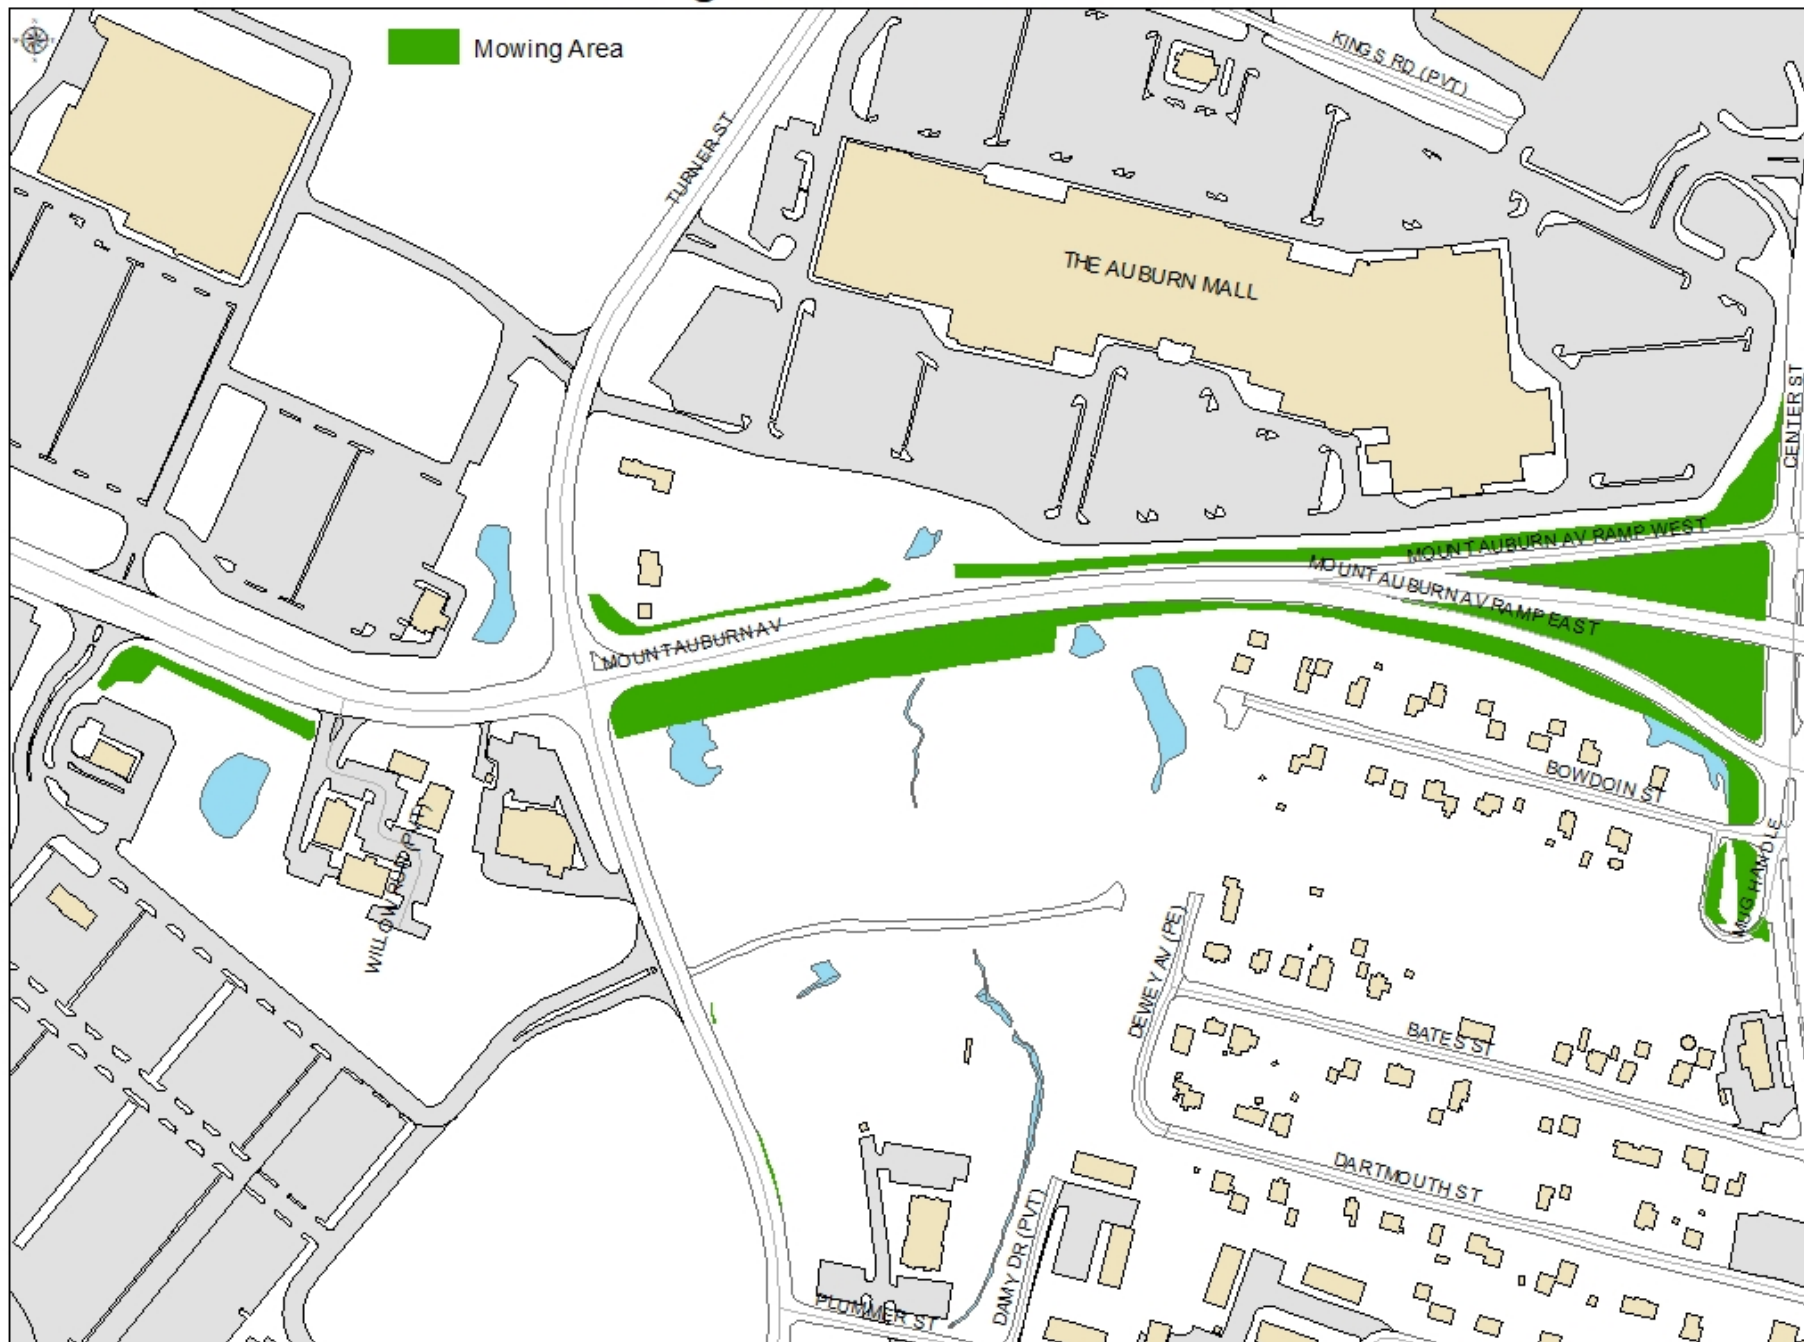 Mowing Area
KINGS RD (PVT)
TURNER ST
THE AUBURN MALL
CENTER ST
MOUNT AUBURN AV RAMP WEST
MOUNT AUBURN AV RAMP EAST
MOUNT AUBURN AV
BOWDOIN ST
MUG HANDLE
WILLOW RUN (PVT)
DEWEY AV (PE)
BATES ST
DARTMOUTH ST
DAMY DR (PVT)
PLUMMER ST